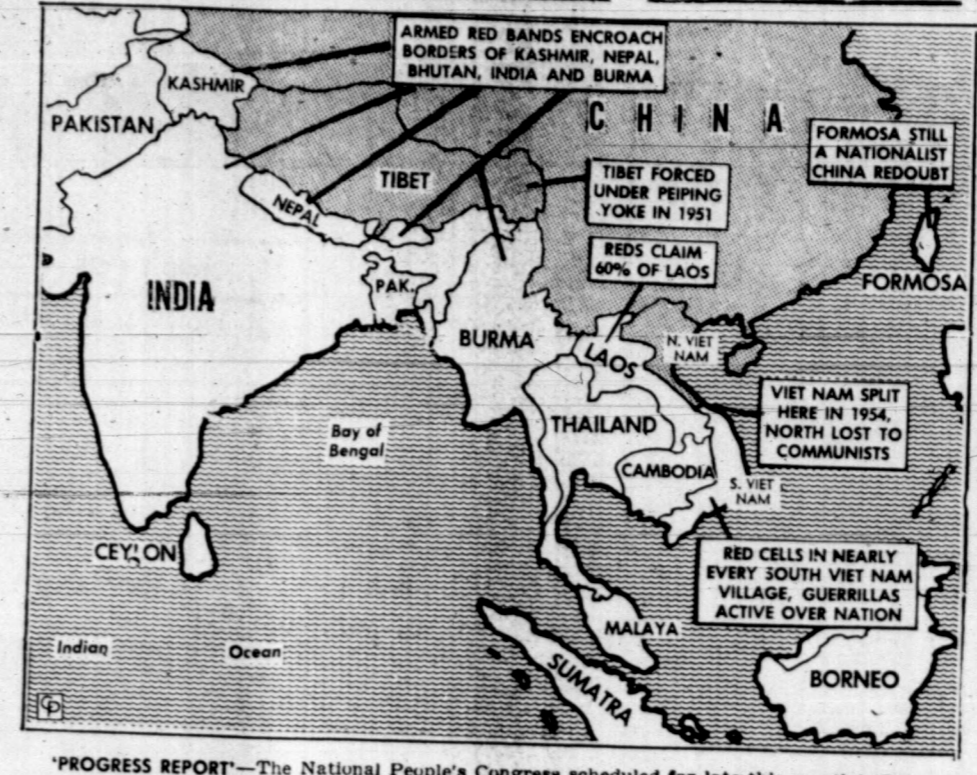 ARMED RED BANDS ENCROACH
BORDERS OF KASHMIR, NEPAL,
BHUTAN, INDIA AND BURMA
KASHMIR
PAKISTAN
CHINA
FORMOSA STILL
A NATIONALIST
CHINA REDOUBT
TIBET
TIBET FORCED
UNDER PEIPING
YOKE IN 1951
NEPAL
REDS CLAIM
60% OF LAOS
FORMOSA
INDIA
PAK.
BURMA
LAOS
N. VIET
NAM
VIET NAM SPLIT
HERE IN 1954,
NORTH LOST TO
COMMUNISTS
THAILAND
Bay of
Bengal
CAMBODIA
S. VIET
NAM
CEYLON
RED CELLS IN NEARLY
EVERY SOUTH VIET NAM
VILLAGE, GUERRILLAS
ACTIVE OVER NATION
MALAYA
Indian
Ocean
SUMATRA
BORNEO
CP
'PROGRESS REPORT'—The National People's Congress scheduled for late this